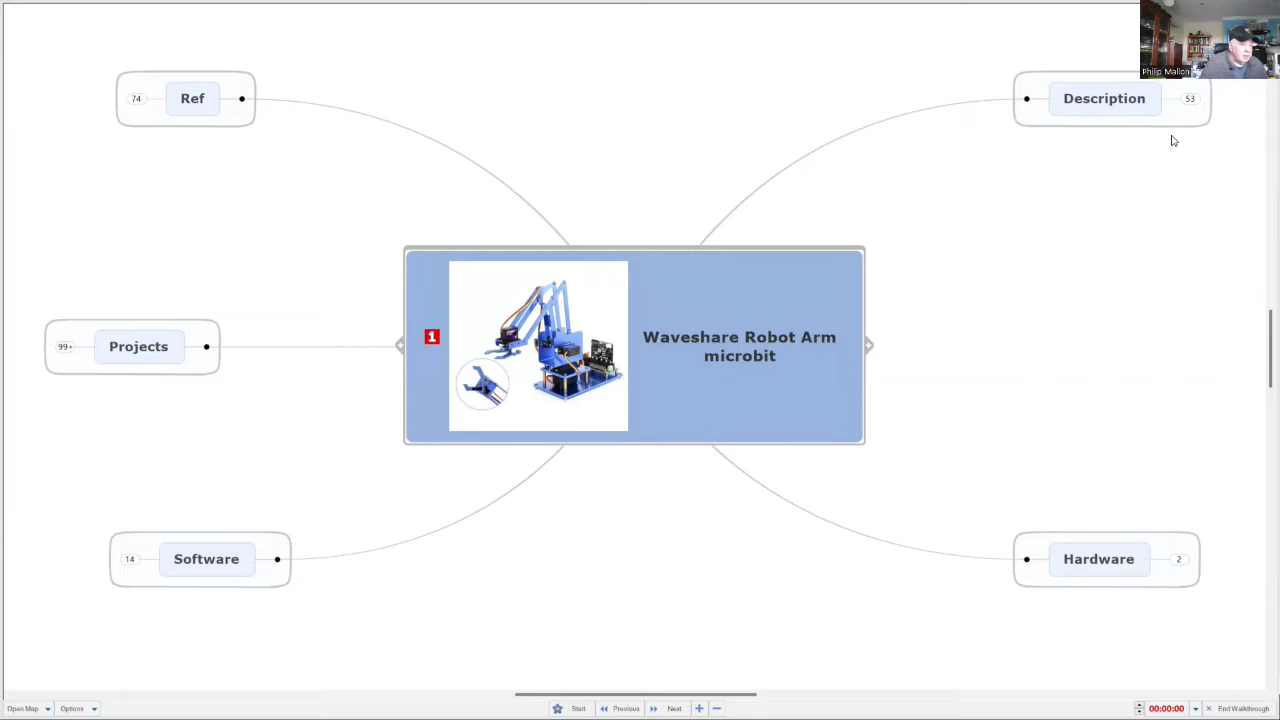 Philip Mallon
74
Ref
Description
53
1
Waveshare Robot Arm
microbit
99+
Projects
14
Software
Hardware
2
Open Map
Options
Start
Previous
Next
00:00:00
End Walkthrough